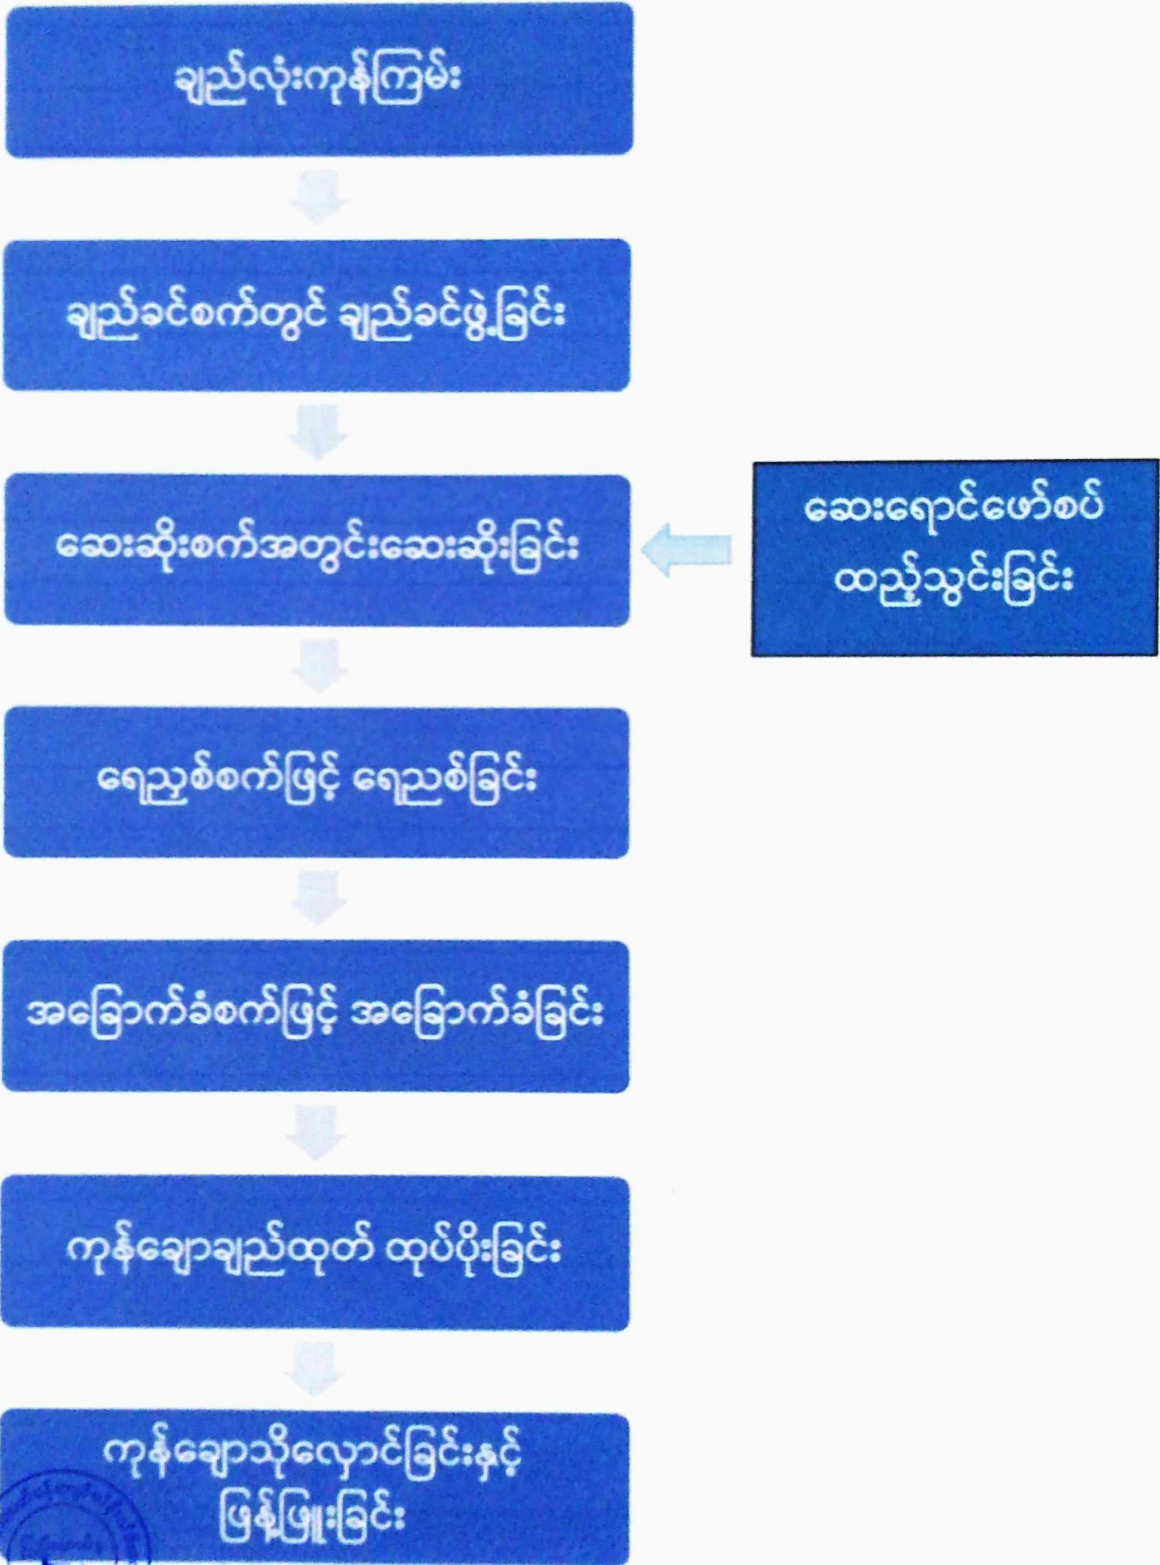 ချည်လုံးကုန်ကြမ်း
ချည်ခင်စက်တွင် ချည်ခင်ဖွဲ့ခြင်း
ဆေးဆိုးစက်အတွင်းဆေးဆိုးခြင်း
ဆေးရောင်ဖော်စပ်
ထည့်သွင်းခြင်း
ရေညှစ်စက်ဖြင့် ရေညစ်ခြင်း
အခြောက်ခံစက်ဖြင့် အခြောက်ခံခြင်း
ကုန်ချောချည်ထုတ် ထုပ်ပိုးခြင်း
ကုန်ချောသိုလှောင်ခြင်းနှင့်
ဖြန့်ဖြူးခြင်း